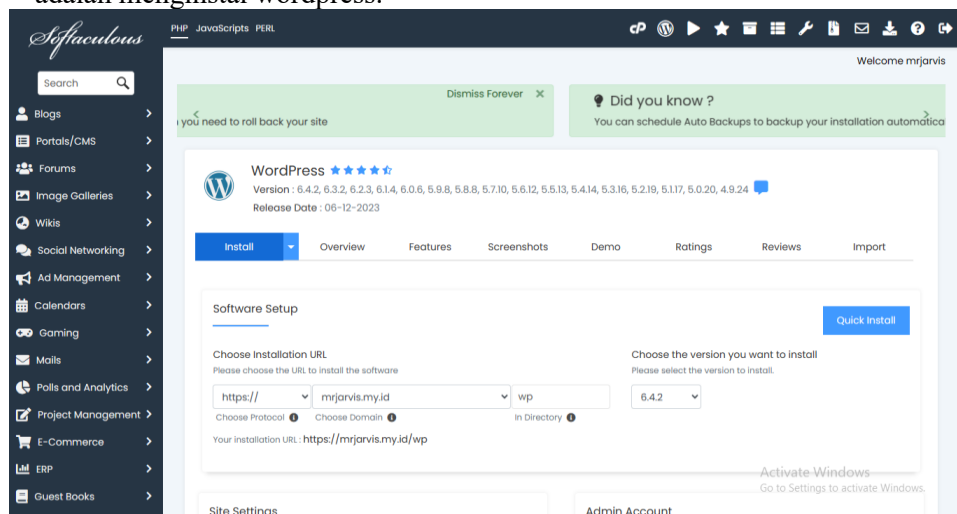 adalah menginstal wordpress.
Softaculous
PHP JavaScripts PERL
Welcome mrjarvis
Search
Blogs
Portals/CMS
Forums
Image Galleries
Wikis
Social Networking
Ad Management
Calendars
Gaming
Mails
Polls and Analytics
Project Management
E-Commerce
ERP
Guest Books
Dismiss Forever ×
you need to roll back your site
Did you know ?
You can schedule Auto Backups to backup your installation automatica
WordPress
Version : 6.4.2, 6.3.2, 6.2.3, 6.1.4, 6.0.6, 5.9.8, 5.8.8, 5.7.10, 5.6.12, 5.5.13, 5.4.14, 5.3.16, 5.2.19, 5.1.17, 5.0.20, 4.9.24
Release Date : 06-12-2023
Install Overview Features Screenshots Demo Ratings Reviews Import
Software Setup
Quick Install
Choose Installation URL
Please choose the URL to install the software
https:// mrjarvis.my.id wp
Choose Protocol Choose Domain In Directory
Your installation URL : https://mrjarvis.my.id/wp
Choose the version you want to install
Please select the version to install.
6.4.2
Activate Windows
Go to Settings to activate Windows.
Site Settings
Admin Account